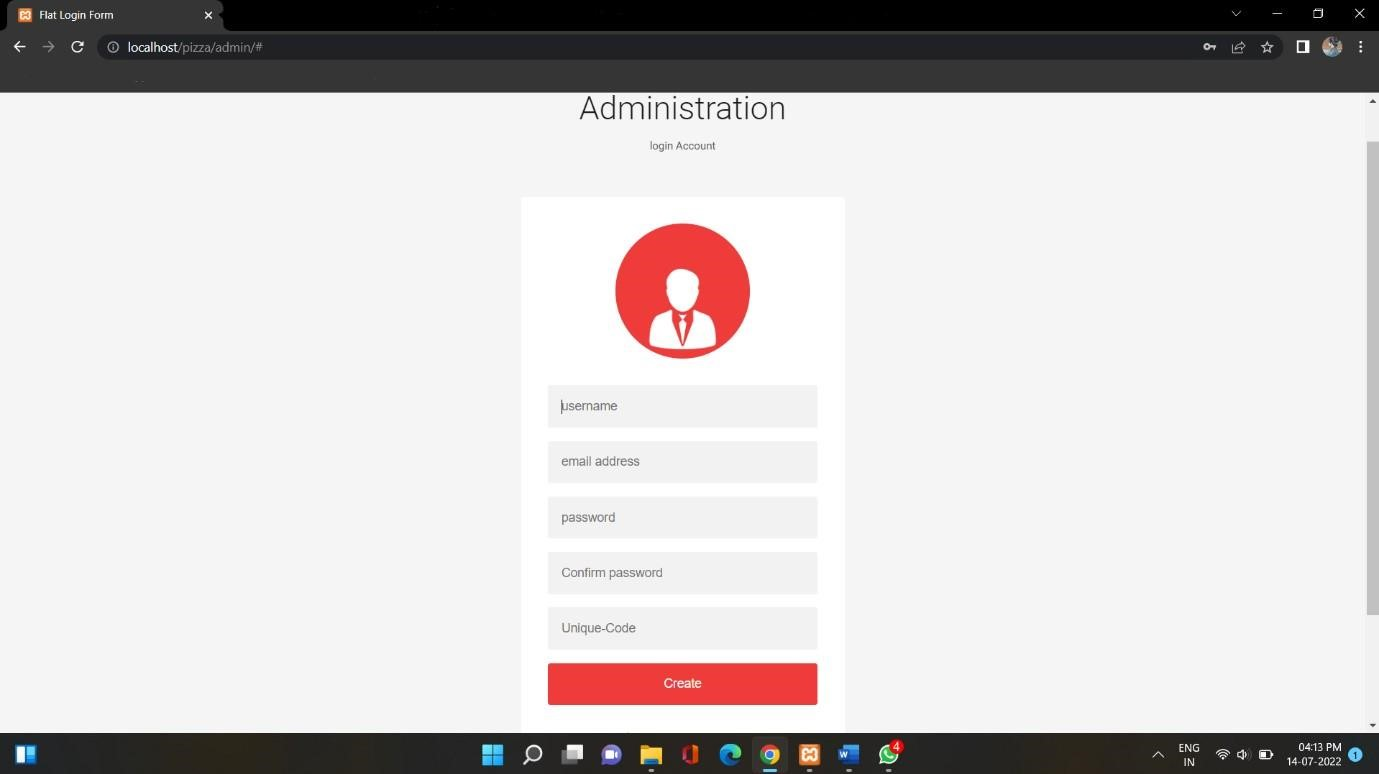 Flat Login Form
localhost/pizza/admin/#
Administration
login Account
username
email address
password
Confirm password
Unique-Code
Create
4
ENG
IN
04:13 PM
14-07-2022
1